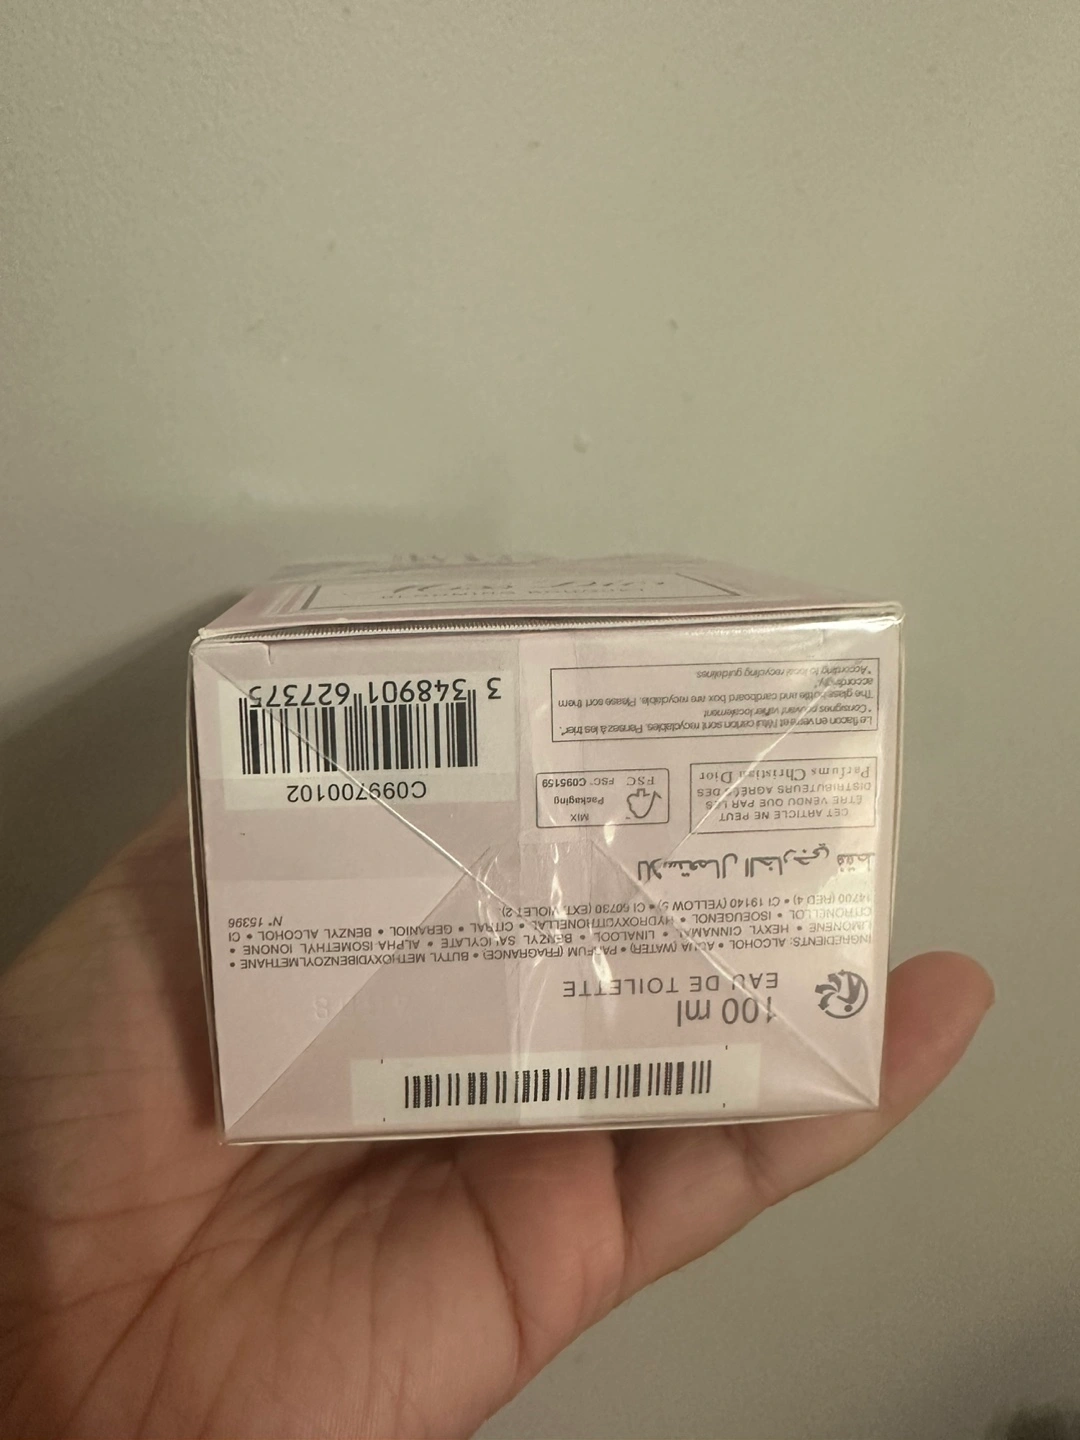 100 ml
EAU DE TOILETTE
INGREDIENTS: ALCOHOL • AQUA (WATER) • PARFUM (FRAGRANCE) • BUTYL METHOXYDIBENZOYLMETHANE •
LIMONENE • HEXYL CINNAMAL • LINALOOL • BENZYL SALICYLATE • ALPHA ISOMETHYL IONONE •
CITRONELLOL • ISOEUGENOL • HYDROXYCITRONELLAL • CITRAL • GERANIOL • BENZYL ALCOHOL • CI
14700 (RED 4) • CI 19140 (YELLOW 5) • CI 60730 (EXT. VIOLET 2)
N° 15396
للاستعمال الخارجي فقط
CET ARTICLE NE PEUT
ÊTRE VENDU QUE PAR LES
DISTRIBUTEURS AGRÉÉS DES
Parfums Christian Dior
MIX
Packaging
FSC
FSC® C095159
C099700102
3 348901 627375
Le flacon en verre et l'étui carton sont recyclables. Pensez à les trier*.
*Consignes pouvant varier localement
The glass bottle and cardboard box are recyclable. Please sort them
accordingly*.
*According to local recycling guidelines